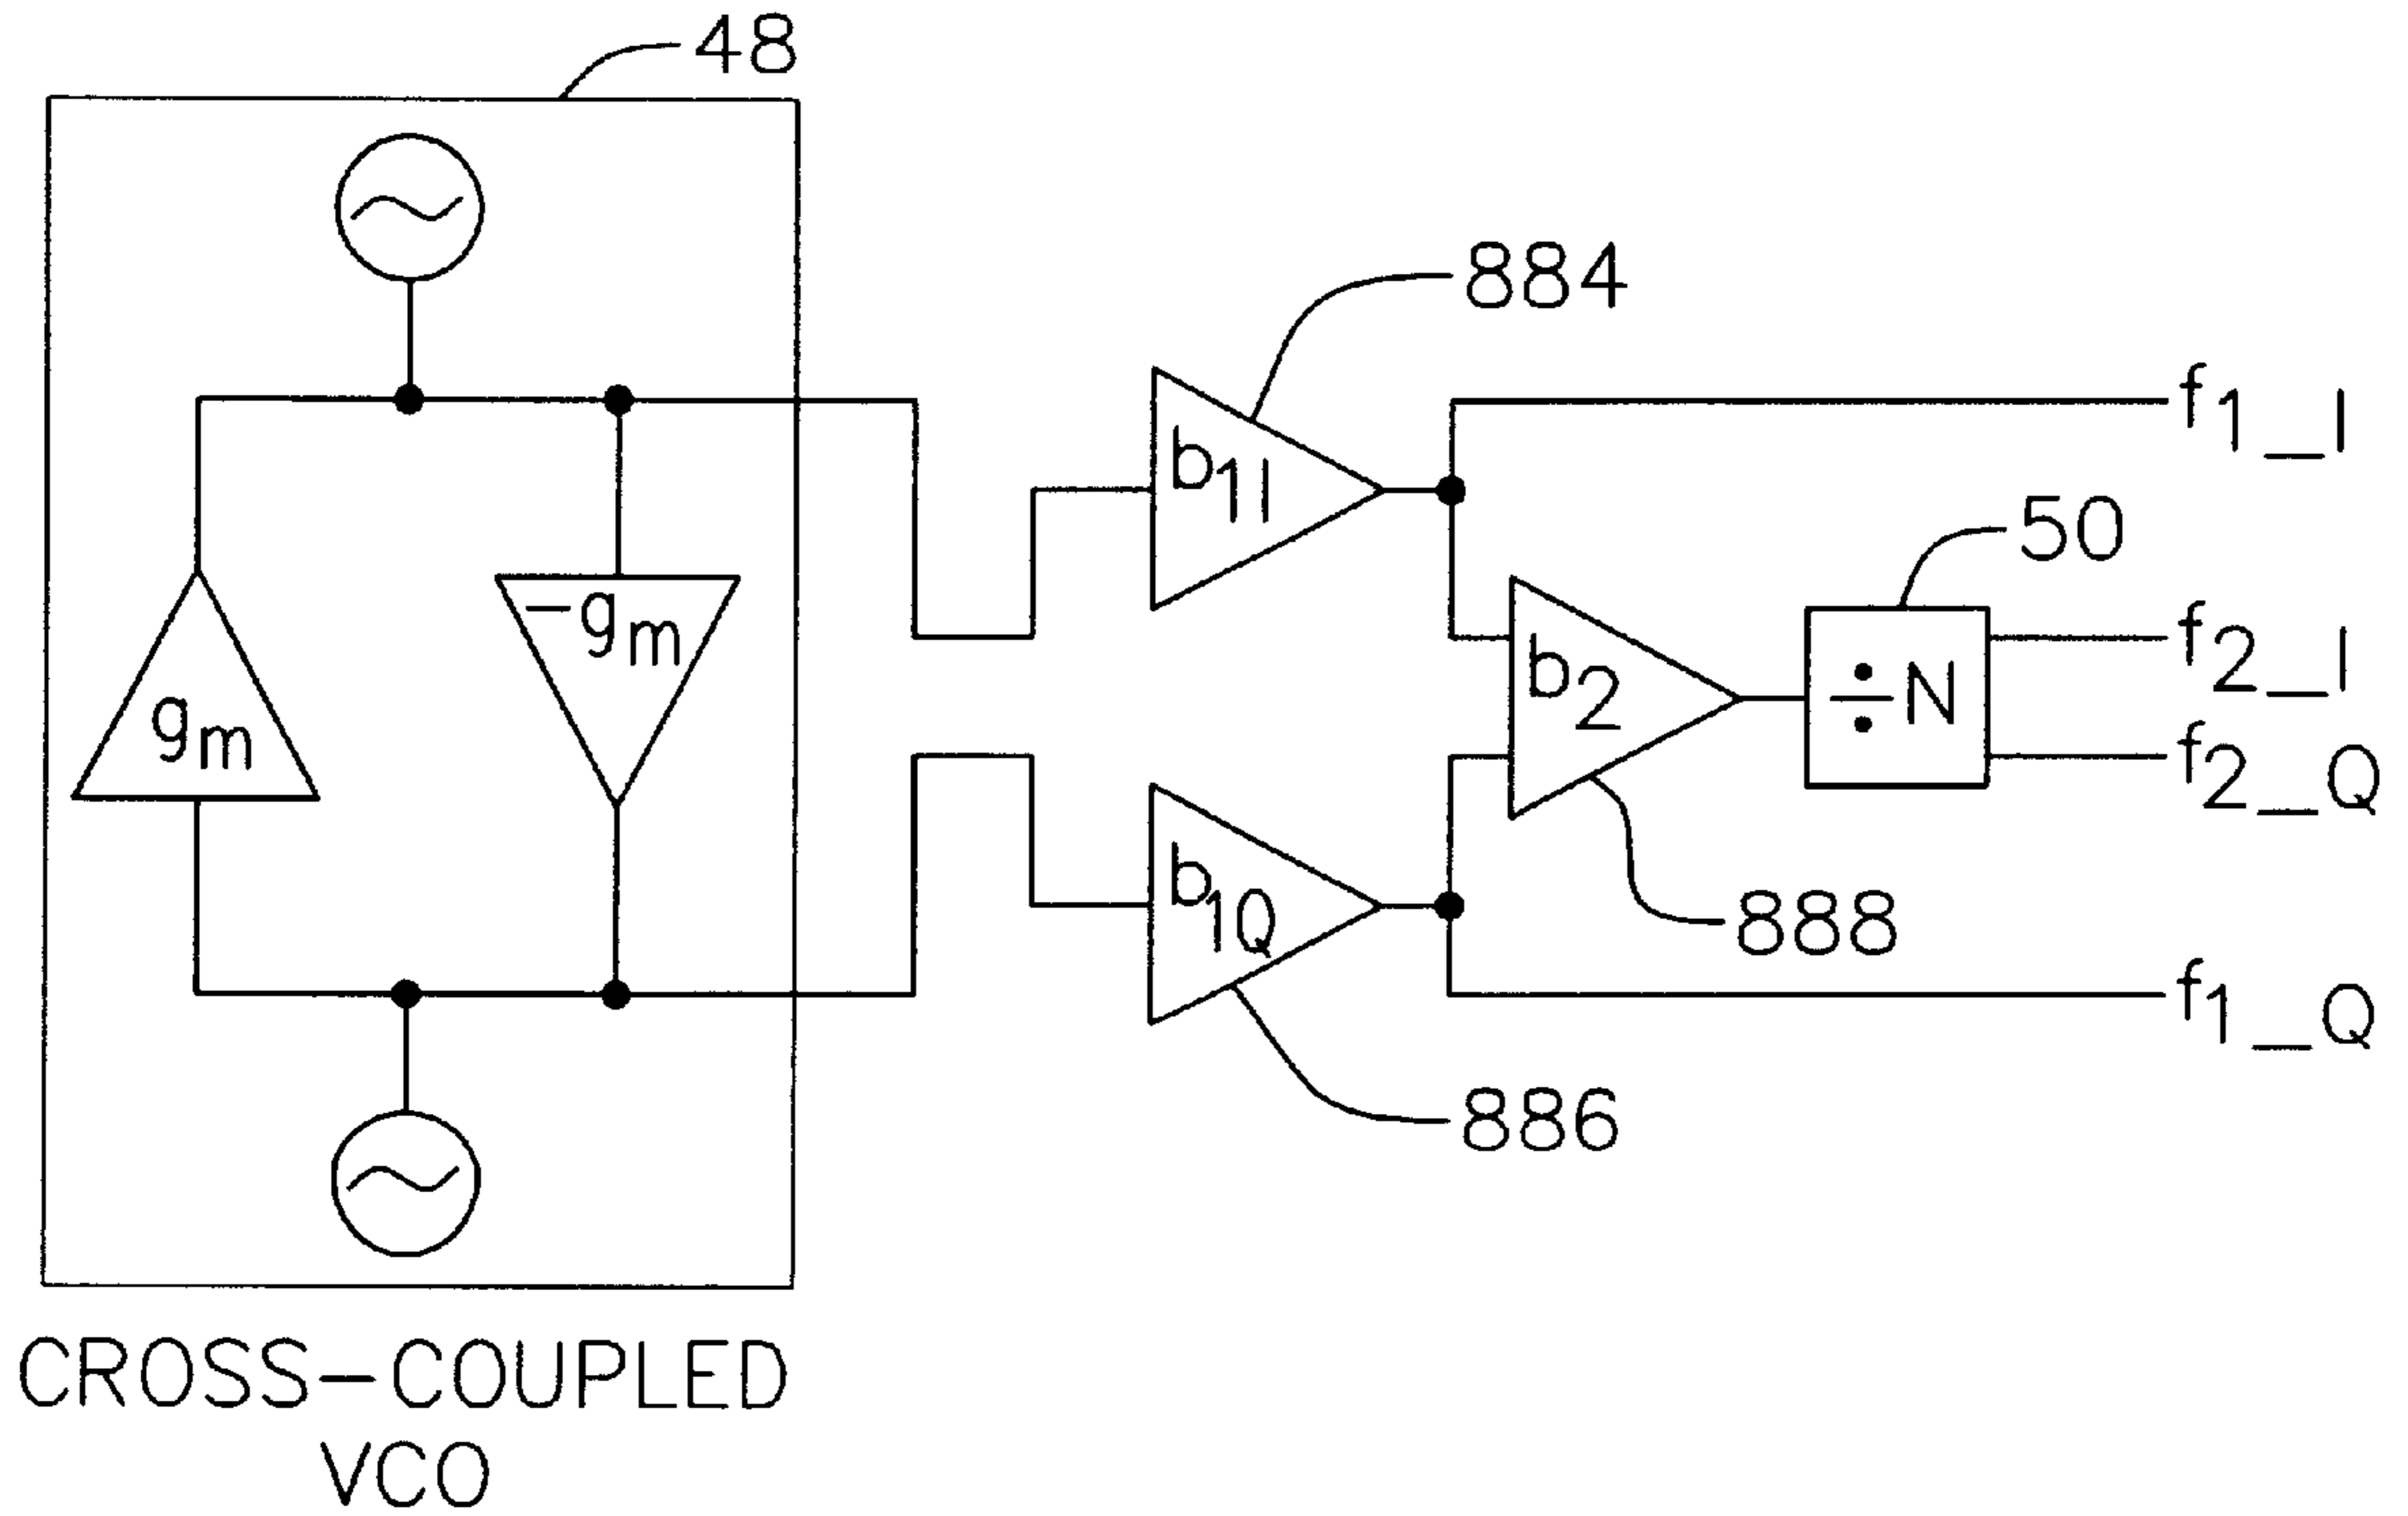 48
884
f1_I
b1I
50
-gm
f2_I
b2
÷N
gm
f2_Q
b1Q
888
f1_Q
886
CROSS-COUPLED
VCO